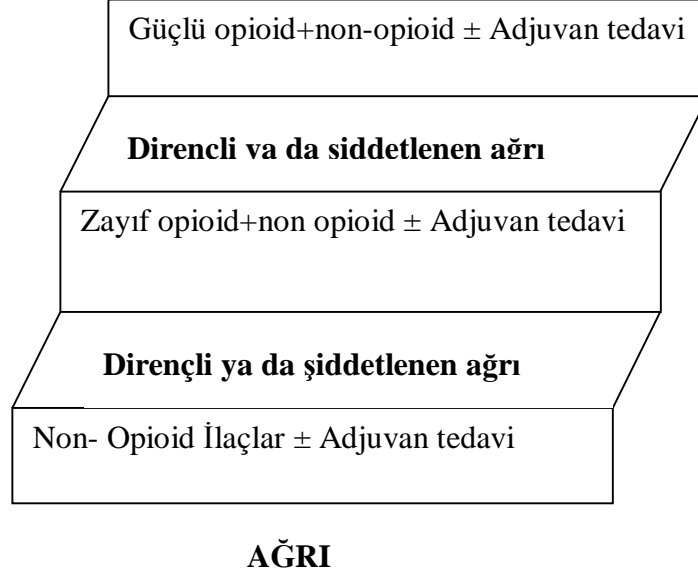 Güçlü opioid+non-opioid ± Adjuvan tedavi
Direncli va da siddetlenen ağrı
Zayıf opioid+non opioid ± Adjuvan tedavi
Dirençli ya da şiddetlenen ağrı
Non- Opioid İlaçlar ± Adjuvan tedavi
AĞRI